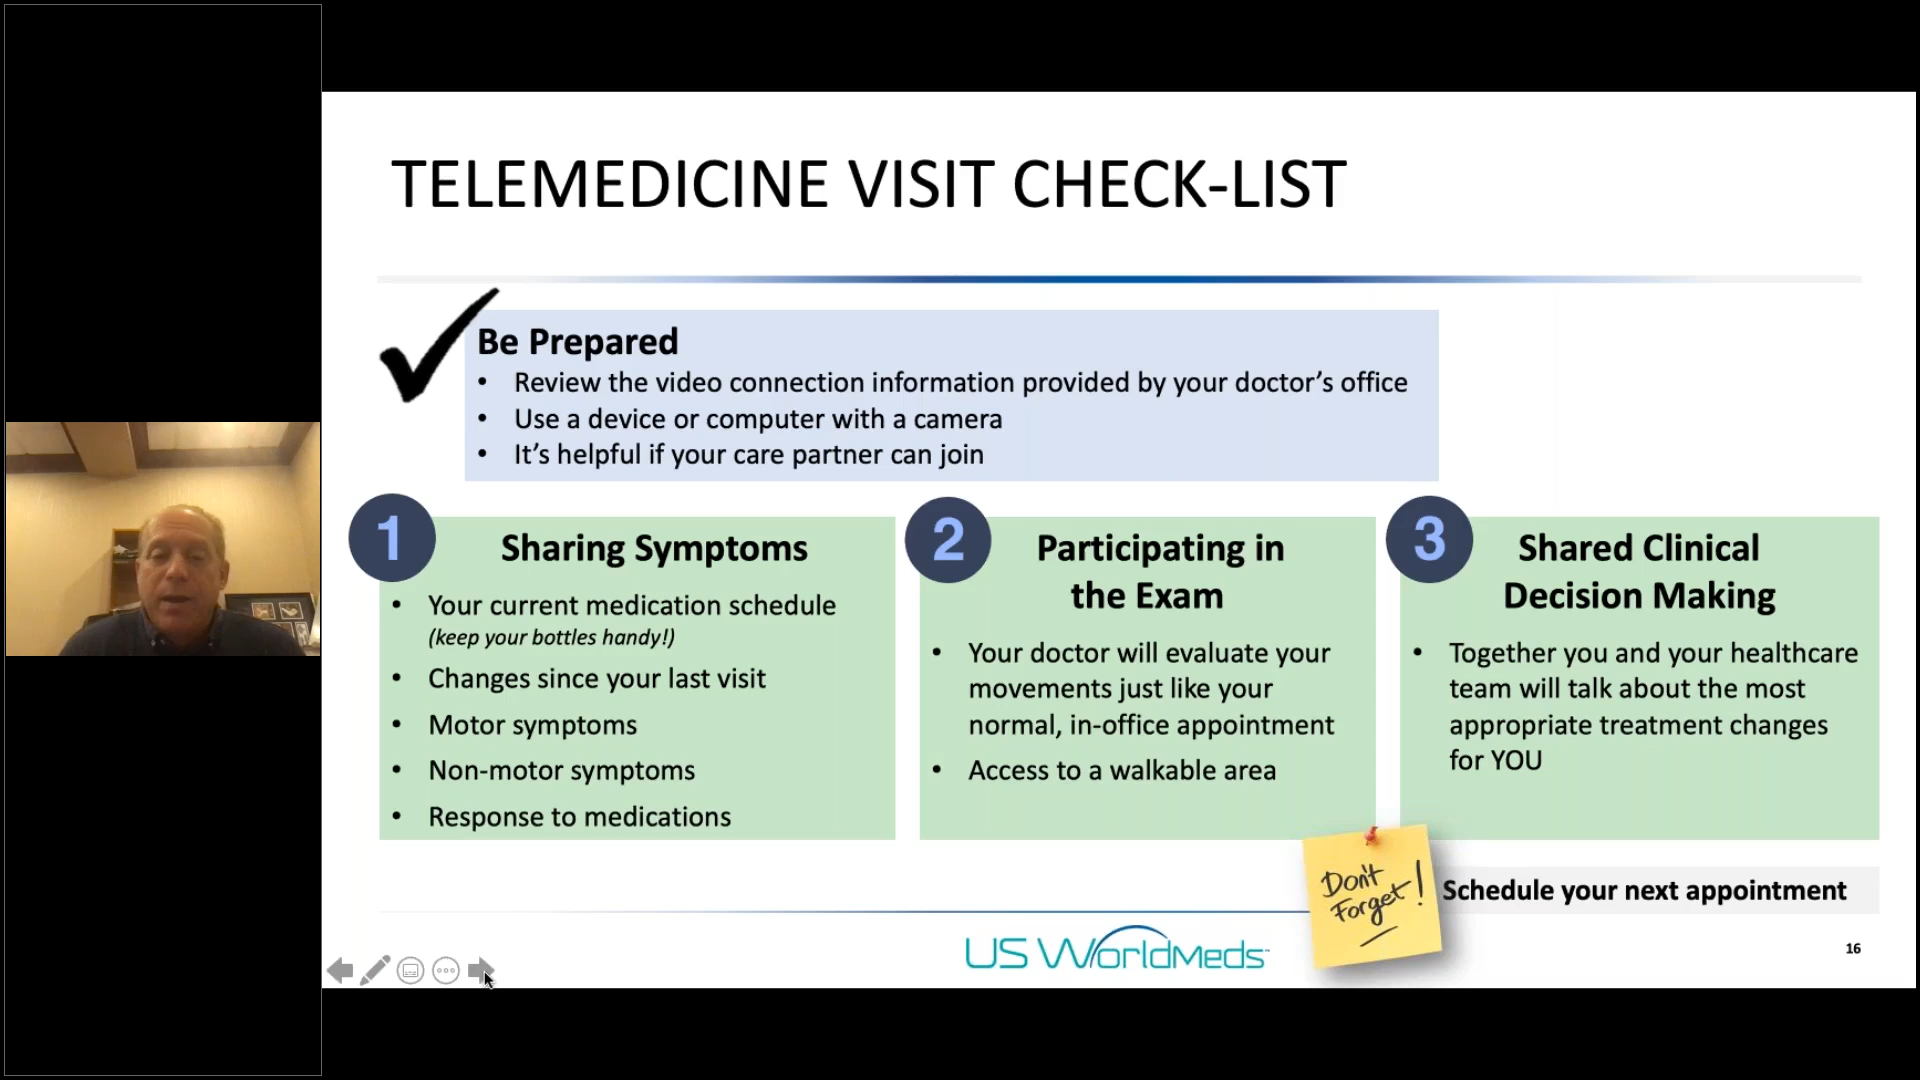 TELEMEDICINE VISIT CHECK-LIST
Be Prepared
• Review the video connection information provided by your doctor’s office
• Use a device or computer with a camera
• It’s helpful if your care partner can join
1
Sharing Symptoms
• Your current medication schedule
(keep your bottles handy!)
• Changes since your last visit
• Motor symptoms
• Non-motor symptoms
• Response to medications
2
Participating in
the Exam
• Your doctor will evaluate your
movements just like your
normal, in-office appointment
• Access to a walkable area
3
Shared Clinical
Decision Making
• Together you and your healthcare
team will talk about the most
appropriate treatment changes
for YOU
Don't
Forget!
Schedule your next appointment
US WorldMeds™
16